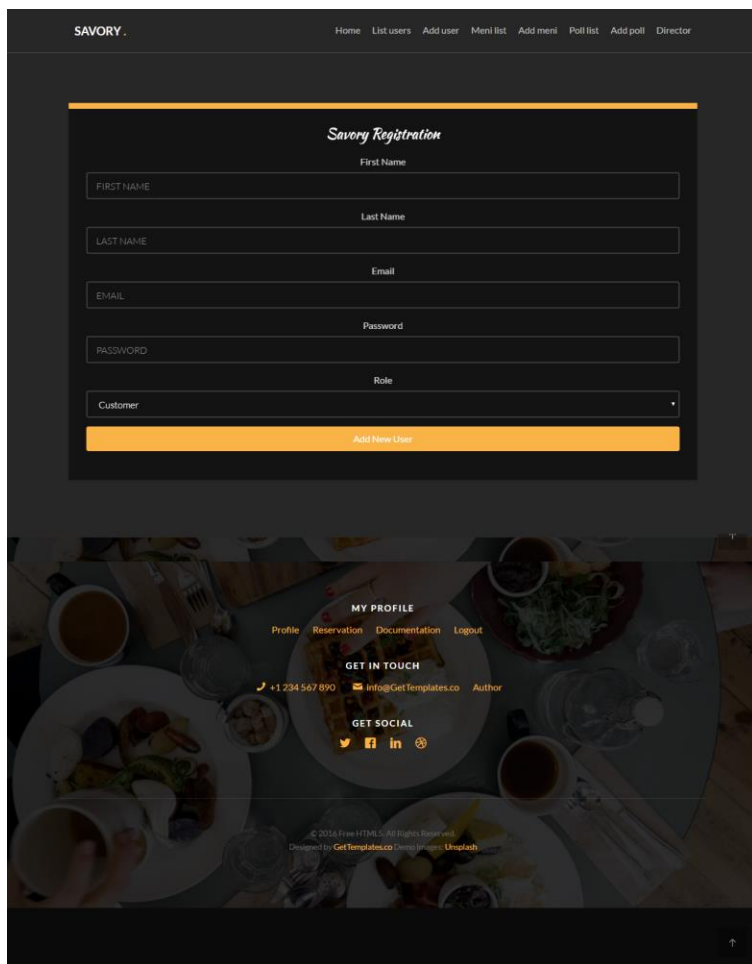 SAVORY . Home List users Add user Meni list Add meni Poll list Add poll Director
Savory Registration
First Name
FIRST NAME
Last Name
LAST NAME
Email
EMAIL
Password
PASSWORD
Role
Customer
Add New User
MY PROFILE
Profile Reservation Documentation Logout
GET IN TOUCH
+1 234 567 890 info@GetTemplates.co Author
GET SOCIAL
© 2016 Free HTML5. All Rights Reserved.
Designed by GetTemplates.co Demo Images: Unsplash